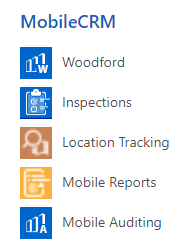 MobileCRM
Woodford
Inspections
Location Tracking
Mobile Reports
Mobile Auditing